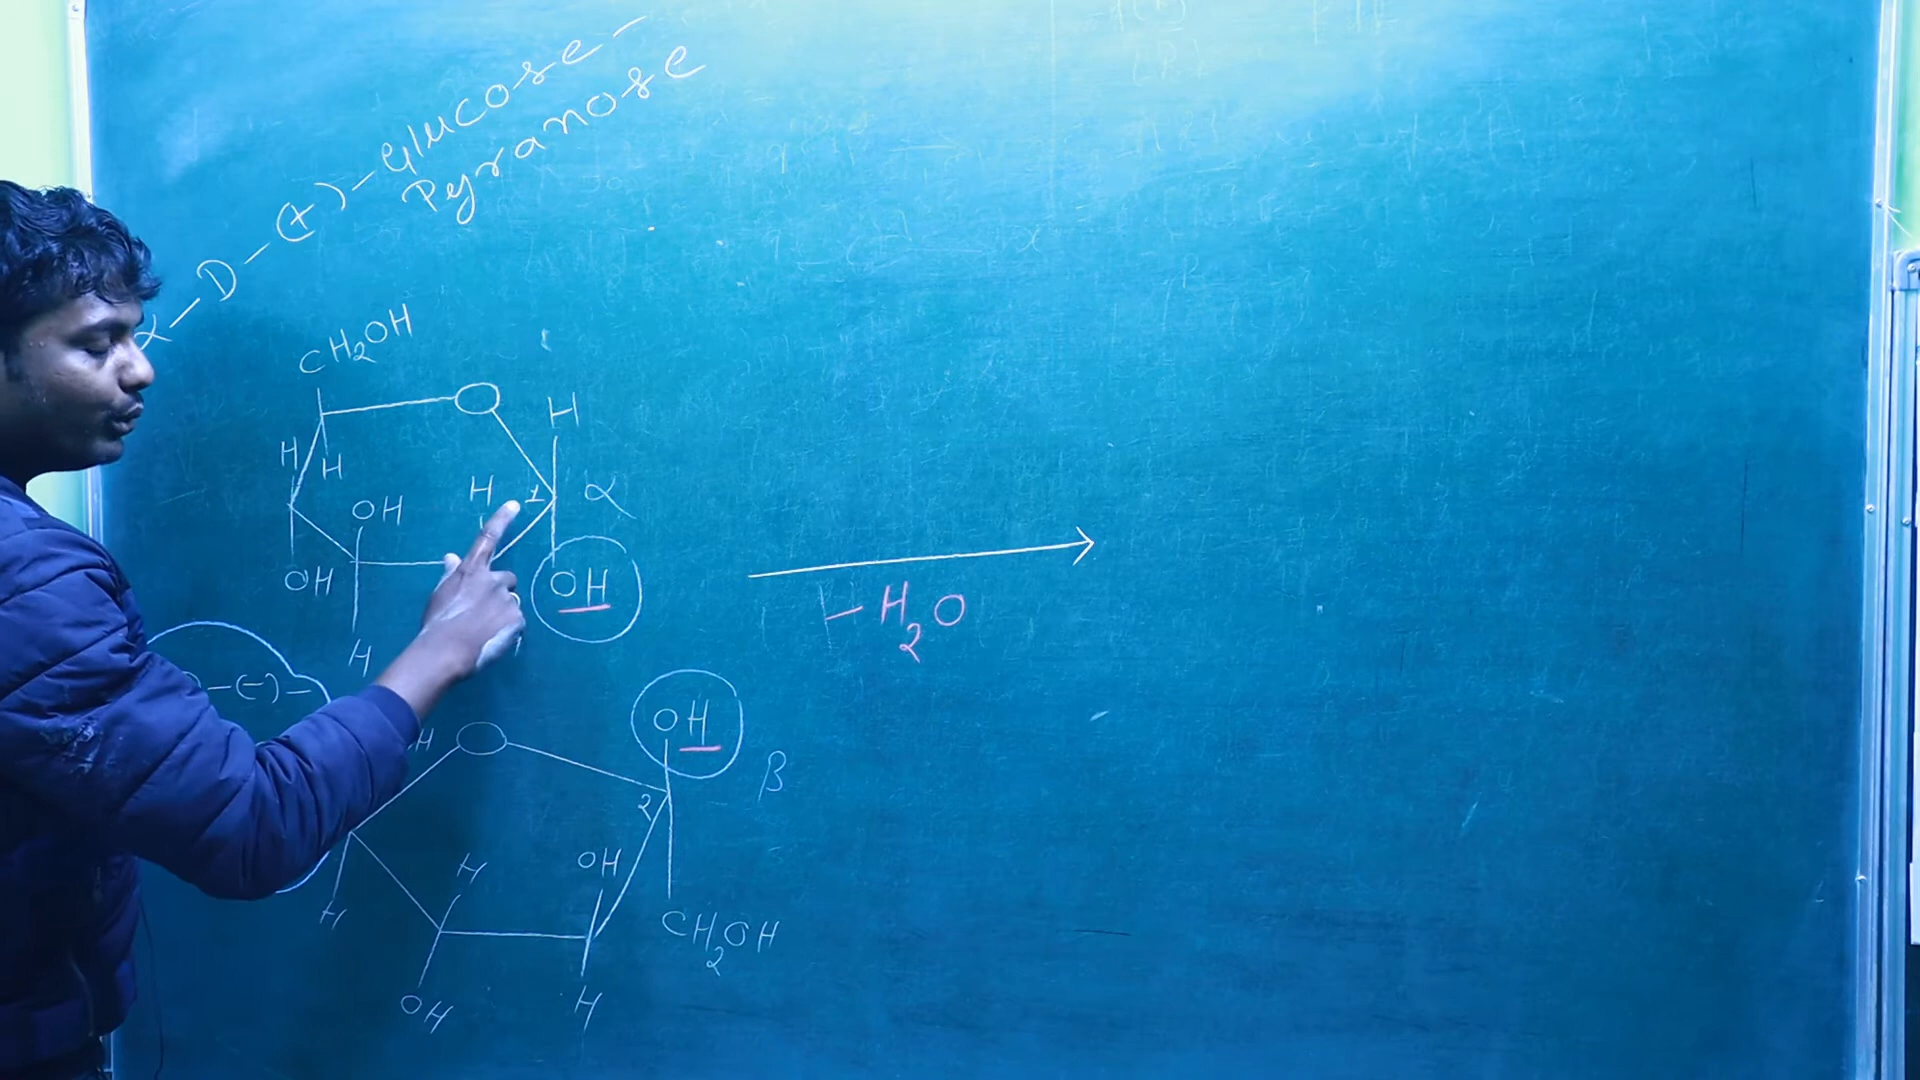 α-D-(+)-Glucose-
Pyranose
CH2OH
H
H
H
H
1
α
OH
OH
OH
H
-H2O
-(-)-
OH
H
β
2
OH
H
H
CH2OH
OH
H